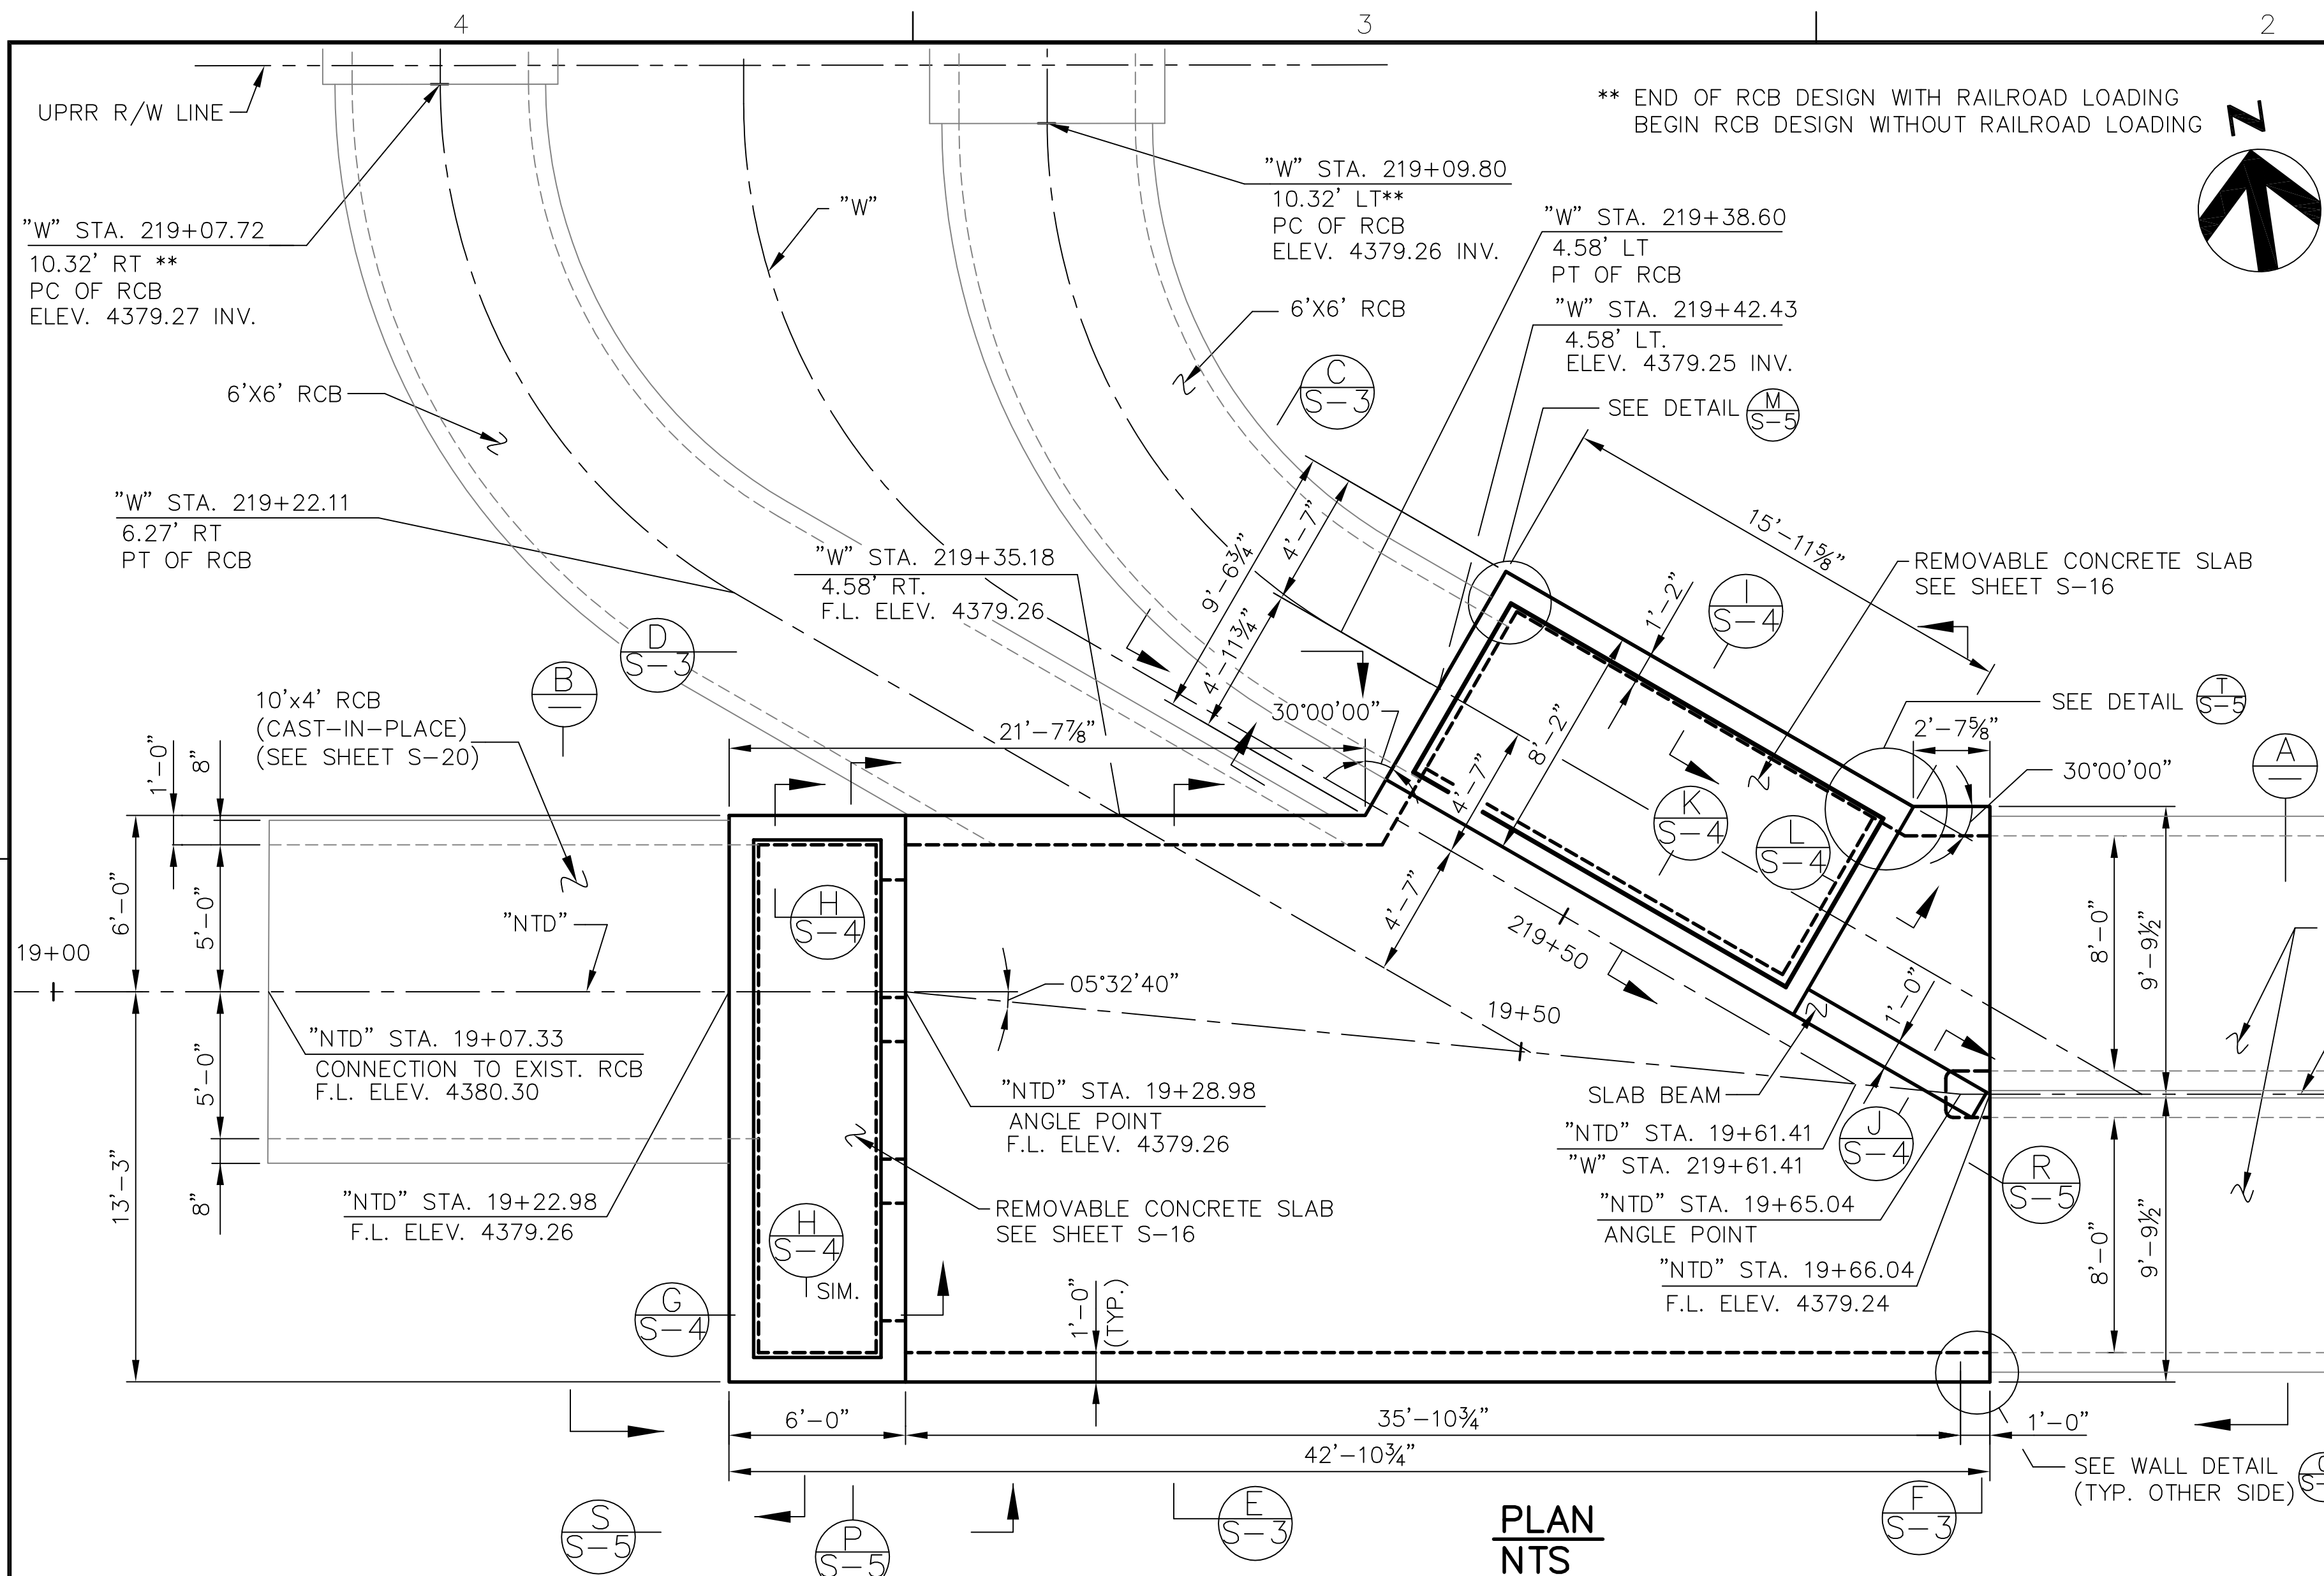 4
3
2
UPRR R/W LINE
** END OF RCB DESIGN WITH RAILROAD LOADING
BEGIN RCB DESIGN WITHOUT RAILROAD LOADING
N
"W" STA. 219+07.72
10.32' RT **
PC OF RCB
ELEV. 4379.27 INV.
"W"
"W" STA. 219+09.80
10.32' LT**
PC OF RCB
ELEV. 4379.26 INV.
"W" STA. 219+38.60
4.58' LT
PT OF RCB
"W" STA. 219+42.43
4.58' LT.
ELEV. 4379.25 INV.
6'X6' RCB
6'X6' RCB
C
S-3
SEE DETAIL
M
S-5
"W" STA. 219+22.11
6.27' RT
PT OF RCB
"W" STA. 219+35.18
4.58' RT.
F.L. ELEV. 4379.26
9'-6¾"
4'-7"
4'-11¾"
15'-11⅝"
1'-2"
I
S-4
REMOVABLE CONCRETE SLAB
SEE SHEET S-16
D
S-3
B
10'x4' RCB
(CAST-IN-PLACE)
(SEE SHEET S-20)
21'-7⅞"
30°00'00"
8'-2"
4'-7"
4'-7"
SEE DETAIL
T
S-5
2'-7⅝"
30°00'00"
A
K
S-4
L
S-4
1'-0"
8"
6'-0"
5'-0"
"NTD"
19+00
H
S-4
05°32'40"
219+50
19+50
8'-0"
9'-9½"
1'-0"
"NTD" STA. 19+07.33
CONNECTION TO EXIST. RCB
F.L. ELEV. 4380.30
"NTD" STA. 19+28.98
ANGLE POINT
F.L. ELEV. 4379.26
SLAB BEAM
"NTD" STA. 19+61.41
"W" STA. 219+61.41
J
S-4
R
S-5
5'-0"
13'-3"
8"
"NTD" STA. 19+22.98
F.L. ELEV. 4379.26
REMOVABLE CONCRETE SLAB
SEE SHEET S-16
"NTD" STA. 19+65.04
ANGLE POINT
"NTD" STA. 19+66.04
F.L. ELEV. 4379.24
8'-0"
9'-9½"
H
S-4
SIM.
G
S-4
1'-0"
(TYP.)
6'-0"
35'-10¾"
1'-0"
42'-10¾"
SEE WALL DETAIL
(TYP. OTHER SIDE)
S
S-5
P
S-5
E
S-3
F
S-3
PLAN
NTS